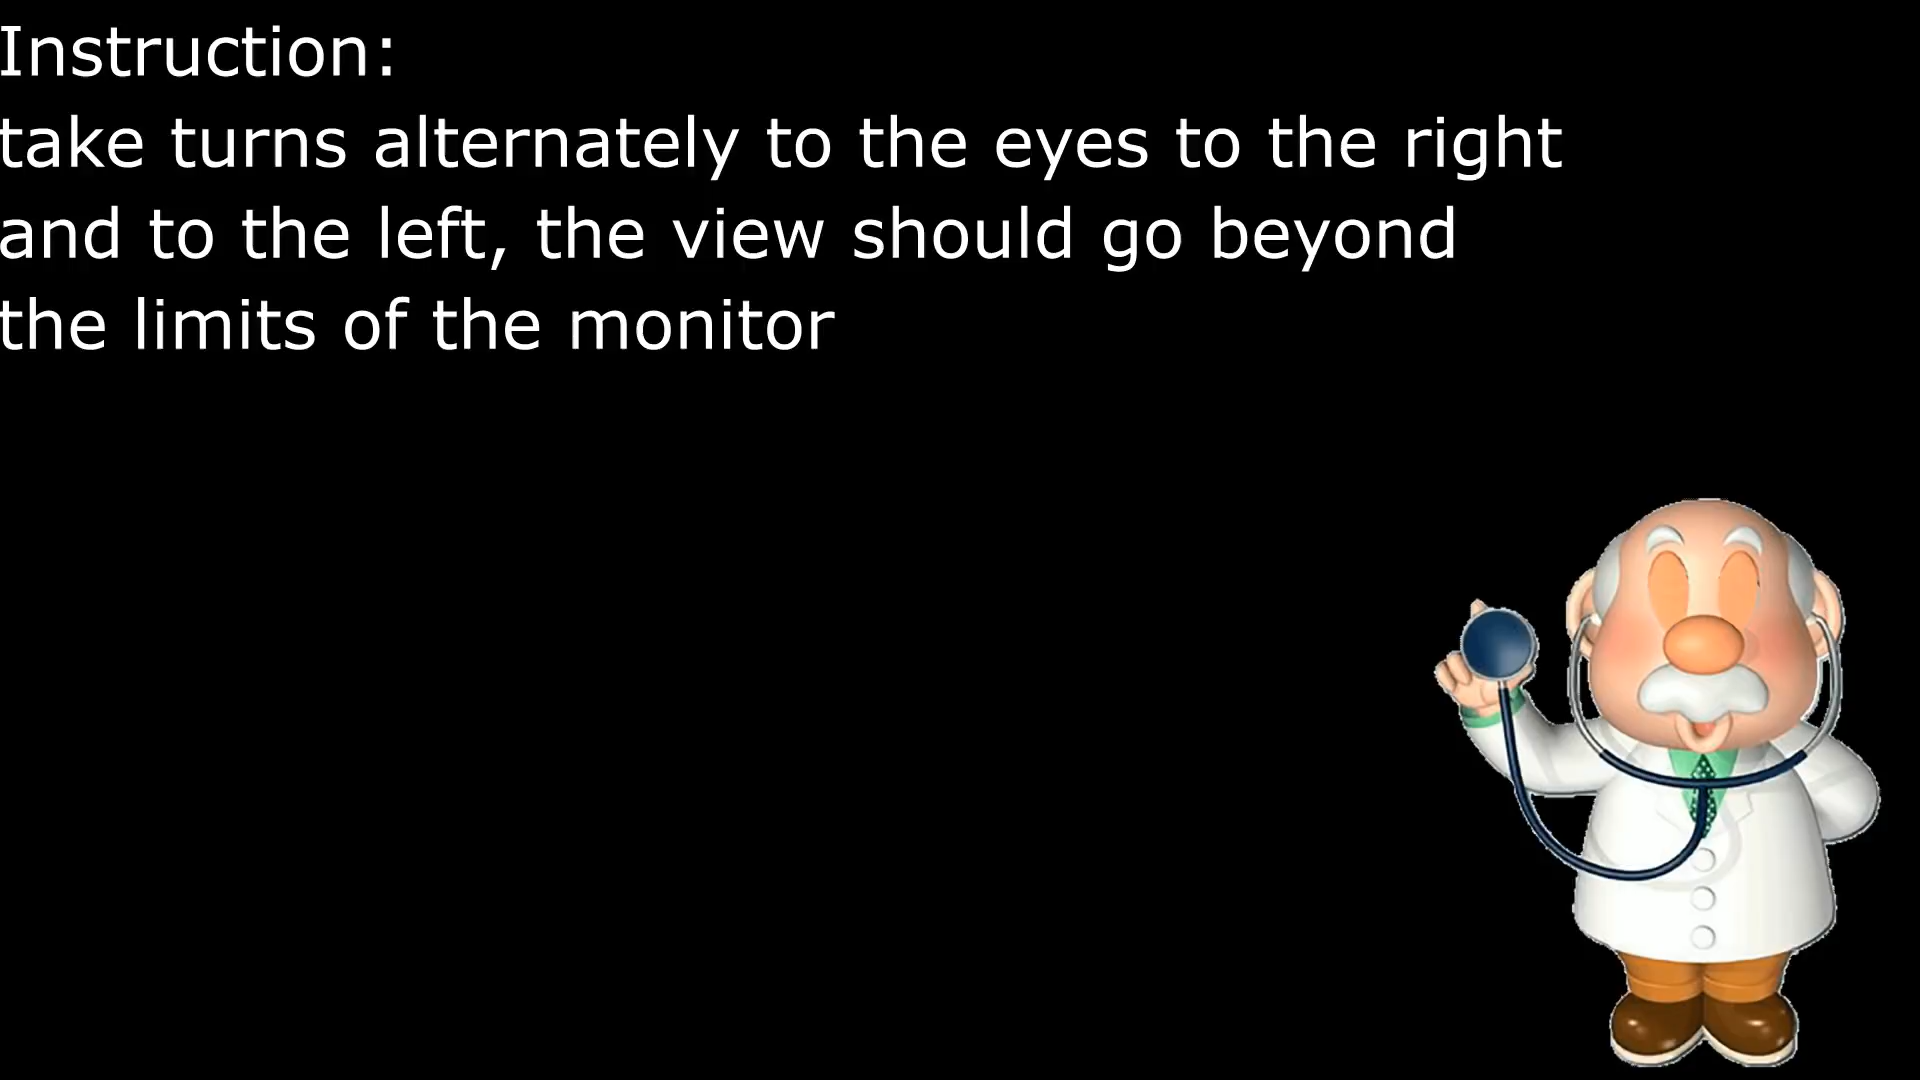 Instruction:
take turns alternately to the eyes to the right
and to the left, the view should go beyond
the limits of the monitor